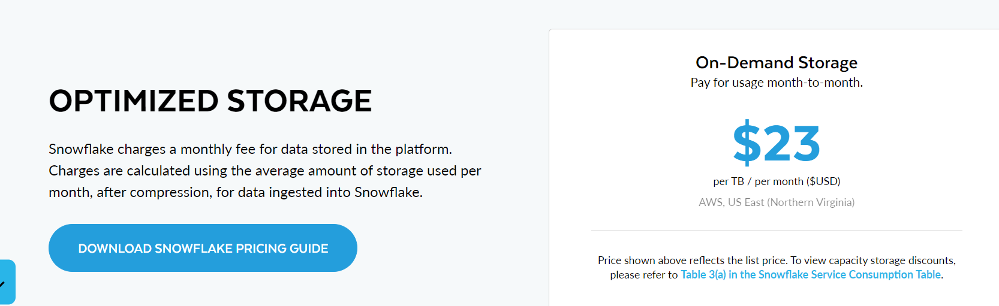 OPTIMIZED STORAGE
Snowflake charges a monthly fee for data stored in the platform.
Charges are calculated using the average amount of storage used per
month, after compression, for data ingested into Snowflake.
DOWNLOAD SNOWFLAKE PRICING GUIDE
On-Demand Storage
Pay for usage month-to-month.
$23
per TB / per month ($USD)
AWS, US East (Northern Virginia)
Price shown above reflects the list price. To view capacity storage discounts,
please refer to Table 3(a) in the Snowflake Service Consumption Table.